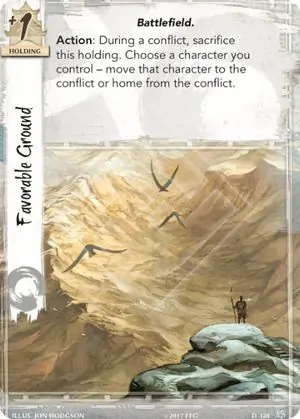 +1
HOLDING
Battlefield.
Action: During a conflict, sacrifice
this holding. Choose a character you
control – move that character to the
conflict or home from the conflict.
Favorable Ground
ILLUS: JON HODGSON
©2017 FFG